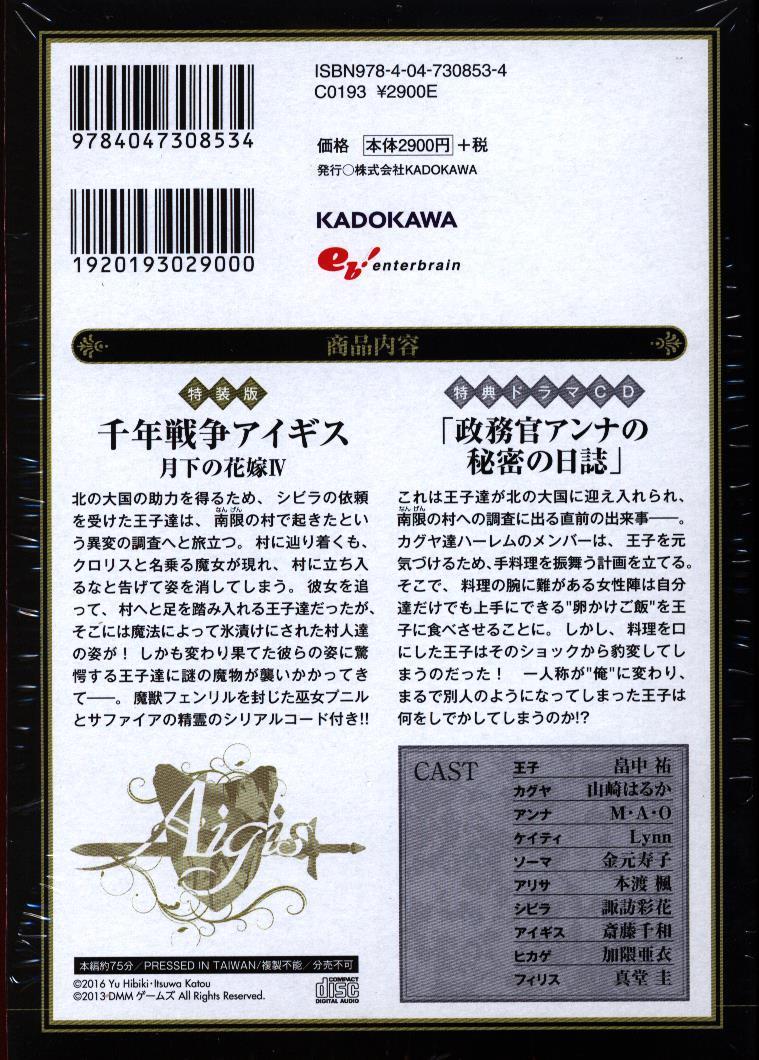 ISBN978-4-04-730853-4
C0193 ¥2900E
9784047308534
価格 本体2900円+税
発行○株式会社KADOKAWA
1920193029000
KADOKAWA
eb! enterbrain
商品内容
特装版
千年戦争アイギス
月下の花嫁Ⅳ
北の大国の助力を得るため、シビラの依頼
を受けた王子達は、南限の村で起きたとい
なんげん
う異変の調査へと旅立つ。村に辿り着くも、
クロリスと名乗る魔女が現れ、村に立ち入
るなと告げて姿を消してしまう。彼女を追
って、村へと足を踏み入れる王子達だったが、
そこには魔法によって氷漬けにされた村人達
の姿が! しかも変わり果てた彼らの姿に驚
愕する王子達に謎の魔物が襲いかかってき
て――。魔獣フェンリルを封じた巫女プニル
とサファイアの精霊のシリアルコード付き!!
特典ドラマCD
「政務官アンナの
秘密の日誌」
これは王子達が北の大国に迎え入れられ、
なんげん
南限の村への調査に出る直前の出来事――。
カグヤ達ハーレムのメンバーは、王子を元
気づけるため、手料理を振舞う計画を立てる。
そこで、料理の腕に難がある女性陣は自分
達だけでも上手にできる"卵かけご飯"を王
子に食べさせることに。しかし、料理を口
にした王子はそのショックから豹変してし
まうのだった! 一人称が"俺"に変わり、
まるで別人のようになってしまった王子は
何をしでかしてしまうのか!?
Aigis
本編約75分/PRESSED IN TAIWAN/複製不能/分売不可
©2016 Yu Hibiki・Itsuwa Katou
©2013 DMM ゲームズ All Rights Reserved.
COMPACT
disc
DIGITAL AUDIO
CAST
王子 畠中 祐
カグヤ 山崎はるか
アンナ M・A・O
ケイティ Lynn
ソーマ 金元寿子
アリサ 本渡 楓
シビラ 諏訪彩花
アイギス 斎藤千和
ヒカゲ 加隈亜衣
フィリス 真堂 圭